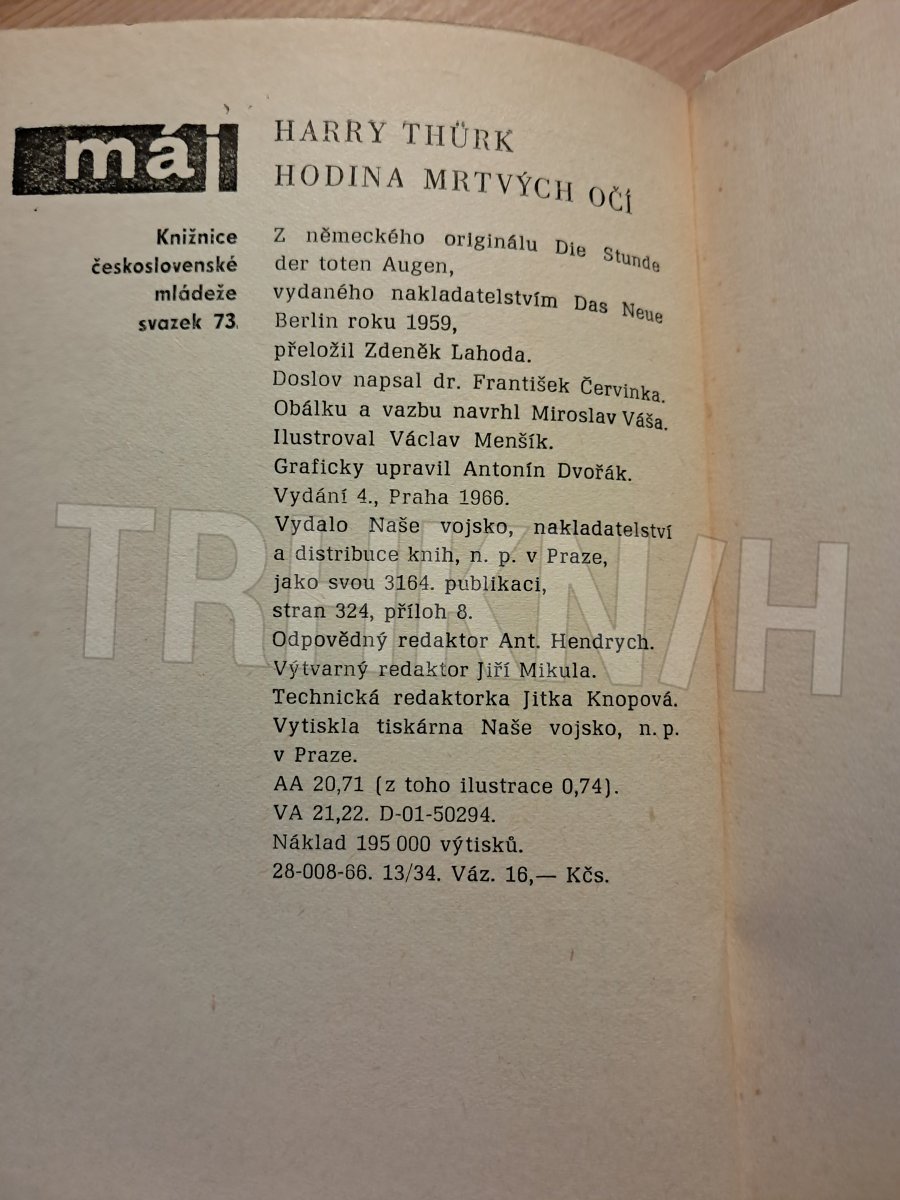 máj
Knižnice
československé
mládeže
svazek 73.
HARRY THÜRK
HODINA MRTVÝCH OČÍ
Z německého originálu Die Stunde
der toten Augen,
vydaného nakladatelstvím Das Neue
Berlin roku 1959,
přeložil Zdeněk Lahoda.
Doslov napsal dr. František Červinka.
Obálku a vazbu navrhl Miroslav Váša.
Ilustroval Václav Menšík.
Graficky upravil Antonín Dvořák.
Vydání 4., Praha 1966.
Vydalo Naše vojsko, nakladatelství
a distribuce knih, n. p. v Praze,
jako svou 3164. publikaci,
stran 324, příloh 8.
Odpovědný redaktor Ant. Hendrych.
Výtvarný redaktor Jiří Mikula.
Technická redaktorka Jitka Knopová.
Vytiskla tiskárna Naše vojsko, n. p.
v Praze.
AA 20,71 (z toho ilustrace 0,74).
VA 21,22. D-01-50294.
Náklad 195 000 výtisků.
28-008-66. 13/34. Váz. 16,— Kčs.
TRHKNIH